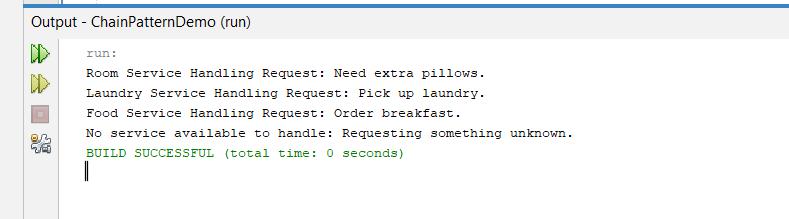 Output - ChainPatternDemo (run)
run:
Room Service Handling Request: Need extra pillows.
Laundry Service Handling Request: Pick up laundry.
Food Service Handling Request: Order breakfast.
No service available to handle: Requesting something unknown.
BUILD SUCCESSFUL (total time: 0 seconds)